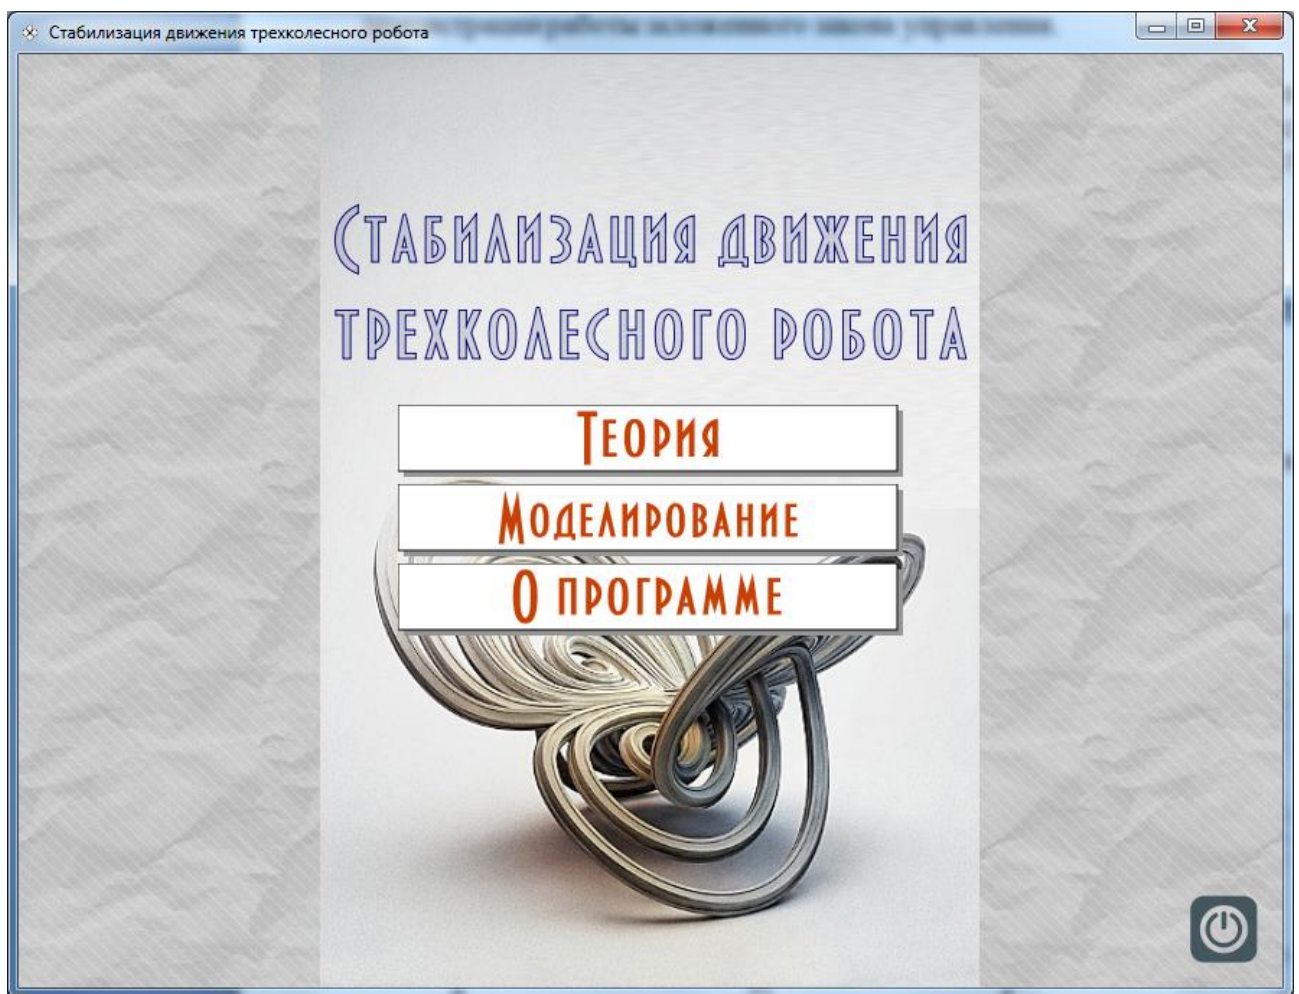 Стабилизация движения трехколесного робота
Стабилизация движения
трехколесного робота
Теория
Моделирование
О программе